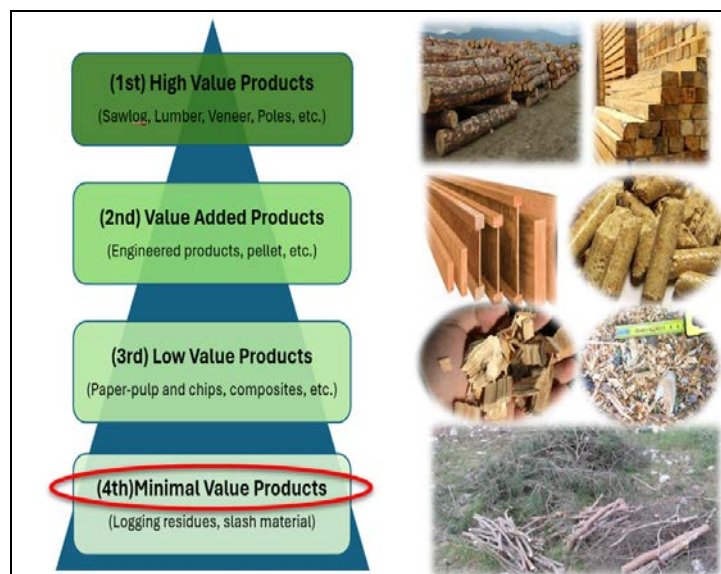 (1st) High Value Products
(Sawlog, Lumber, Veneer, Poles, etc.)
(2nd) Value Added Products
(Engineered products, pellet, etc.)
(3rd) Low Value Products
(Paper-pulp and chips, composites, etc.)
(4th)Minimal Value Products
(Logging residues, slash material)